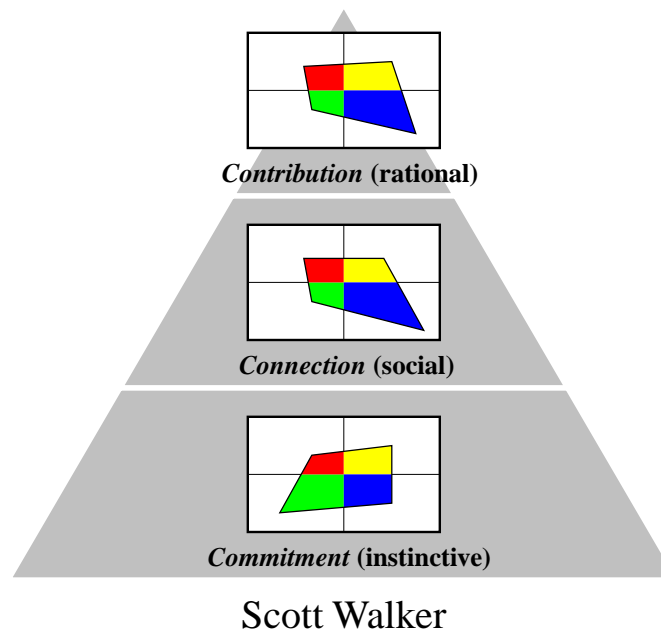 Contribution (rational)
Connection (social)
Commitment (instinctive)
Scott Walker